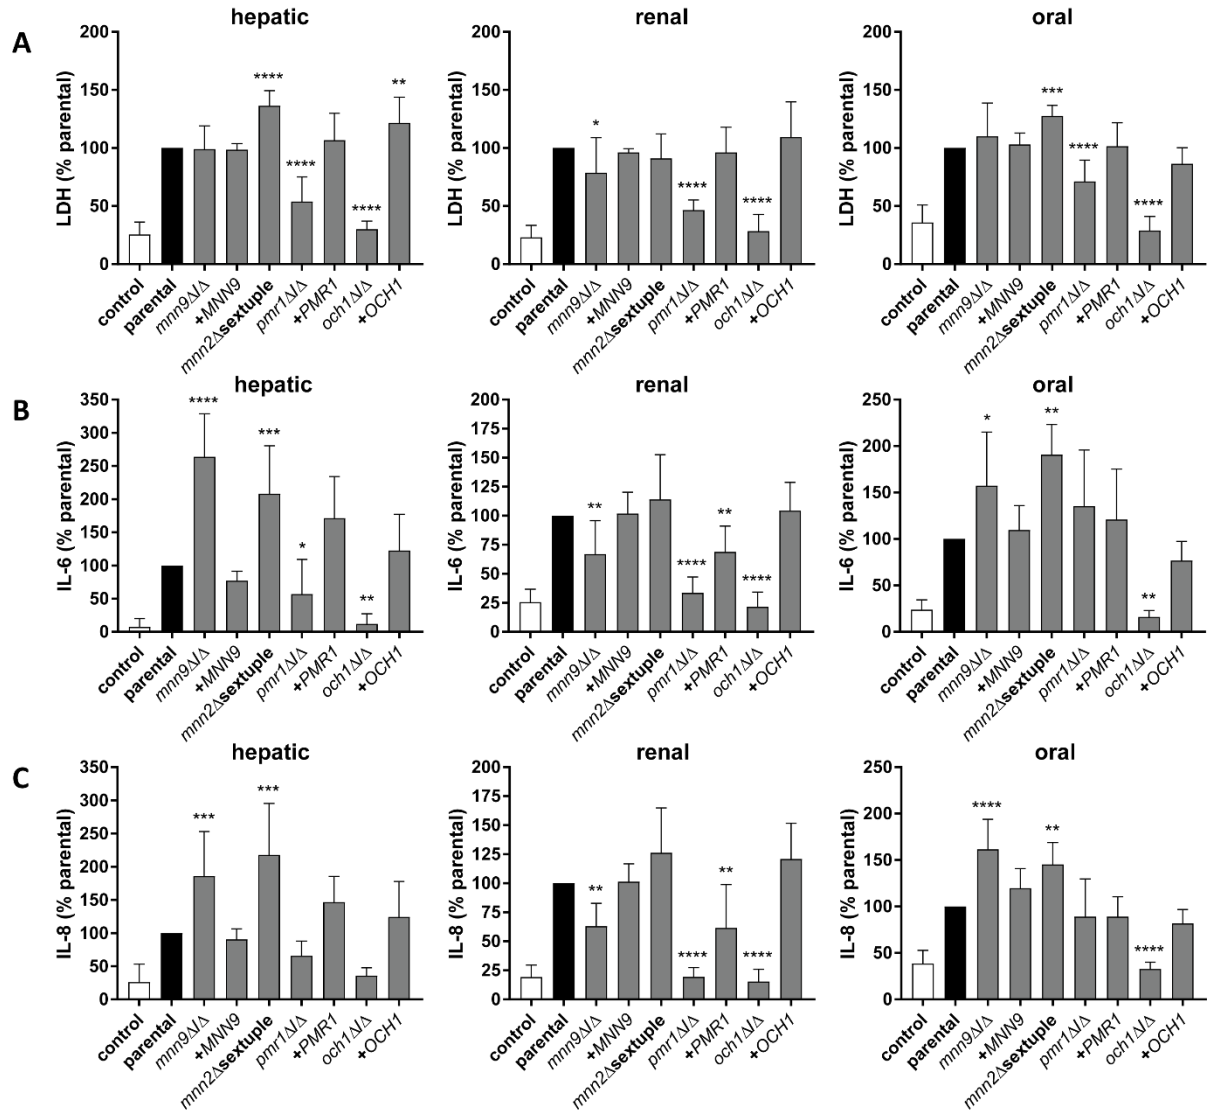 A
hepatic
LDH (% parental)
200
150
100
50
0
****
****
****
**
control
parental
mnn9Δ/Δ
+MNN9
mnn2Δsextuple
pmr1Δ/Δ
+PMR1
och1Δ/Δ
+OCH1
renal
LDH (% parental)
200
150
100
50
0
*
****
****
control
parental
mnn9Δ/Δ
+MNN9
mnn2Δsextuple
pmr1Δ/Δ
+PMR1
och1Δ/Δ
+OCH1
oral
LDH (% parental)
200
150
100
50
0
***
****
****
control
parental
mnn9Δ/Δ
+MNN9
mnn2Δsextuple
pmr1Δ/Δ
+PMR1
och1Δ/Δ
+OCH1
B
hepatic
IL-6 (% parental)
350
300
250
200
150
100
50
0
****
***
*
**
control
parental
mnn9Δ/Δ
+MNN9
mnn2Δsextuple
pmr1Δ/Δ
+PMR1
och1Δ/Δ
+OCH1
renal
IL-6 (% parental)
200
175
150
125
100
75
50
25
0
**
****
**
****
control
parental
mnn9Δ/Δ
+MNN9
mnn2Δsextuple
pmr1Δ/Δ
+PMR1
och1Δ/Δ
+OCH1
oral
IL-6 (% parental)
250
200
150
100
50
0
*
**
**
control
parental
mnn9Δ/Δ
+MNN9
mnn2Δsextuple
pmr1Δ/Δ
+PMR1
och1Δ/Δ
+OCH1
C
hepatic
IL-8 (% parental)
350
300
250
200
150
100
50
0
***
***
control
parental
mnn9Δ/Δ
+MNN9
mnn2Δsextuple
pmr1Δ/Δ
+PMR1
och1Δ/Δ
+OCH1
renal
IL-8 (% parental)
200
175
150
125
100
75
50
25
0
**
****
**
****
control
parental
mnn9Δ/Δ
+MNN9
mnn2Δsextuple
pmr1Δ/Δ
+PMR1
och1Δ/Δ
+OCH1
oral
IL-8 (% parental)
250
200
150
100
50
0
****
**
****
control
parental
mnn9Δ/Δ
+MNN9
mnn2Δsextuple
pmr1Δ/Δ
+PMR1
och1Δ/Δ
+OCH1